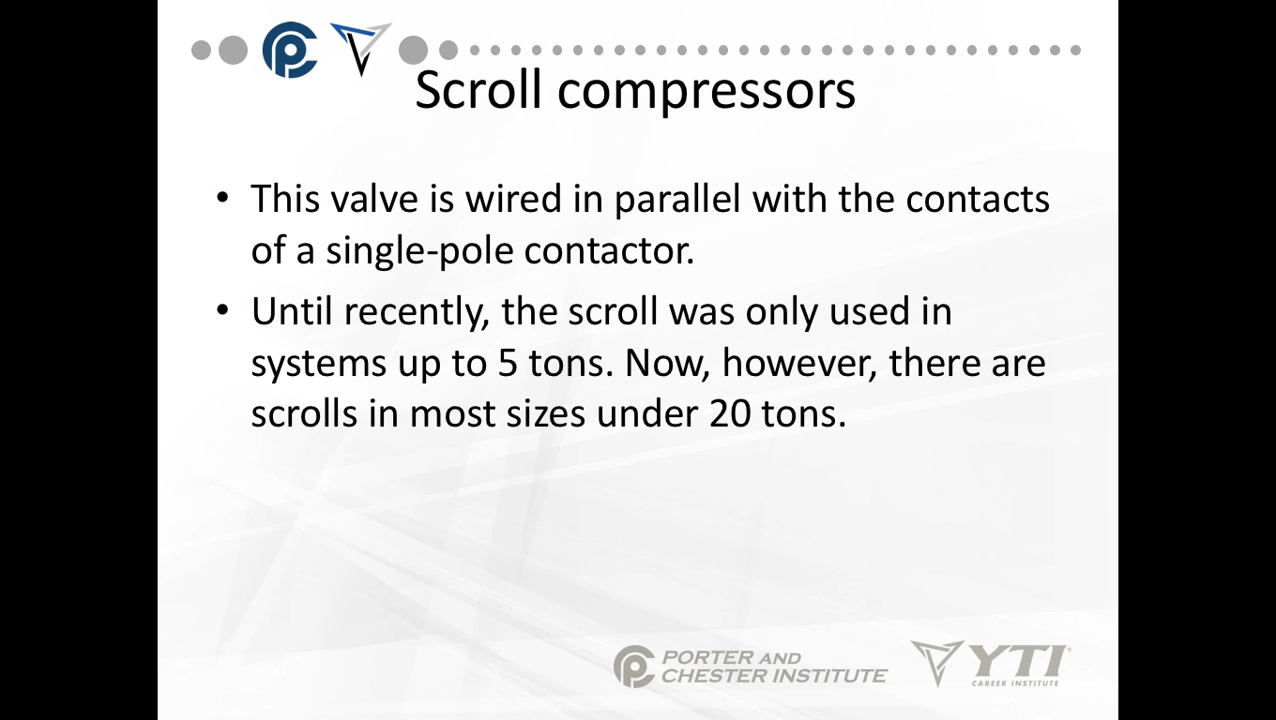 Scroll compressors
• This valve is wired in parallel with the contacts
of a single-pole contactor.
• Until recently, the scroll was only used in
systems up to 5 tons. Now, however, there are
scrolls in most sizes under 20 tons.
PORTER AND
CHESTER INSTITUTE
YTI
CAREER INSTITUTE